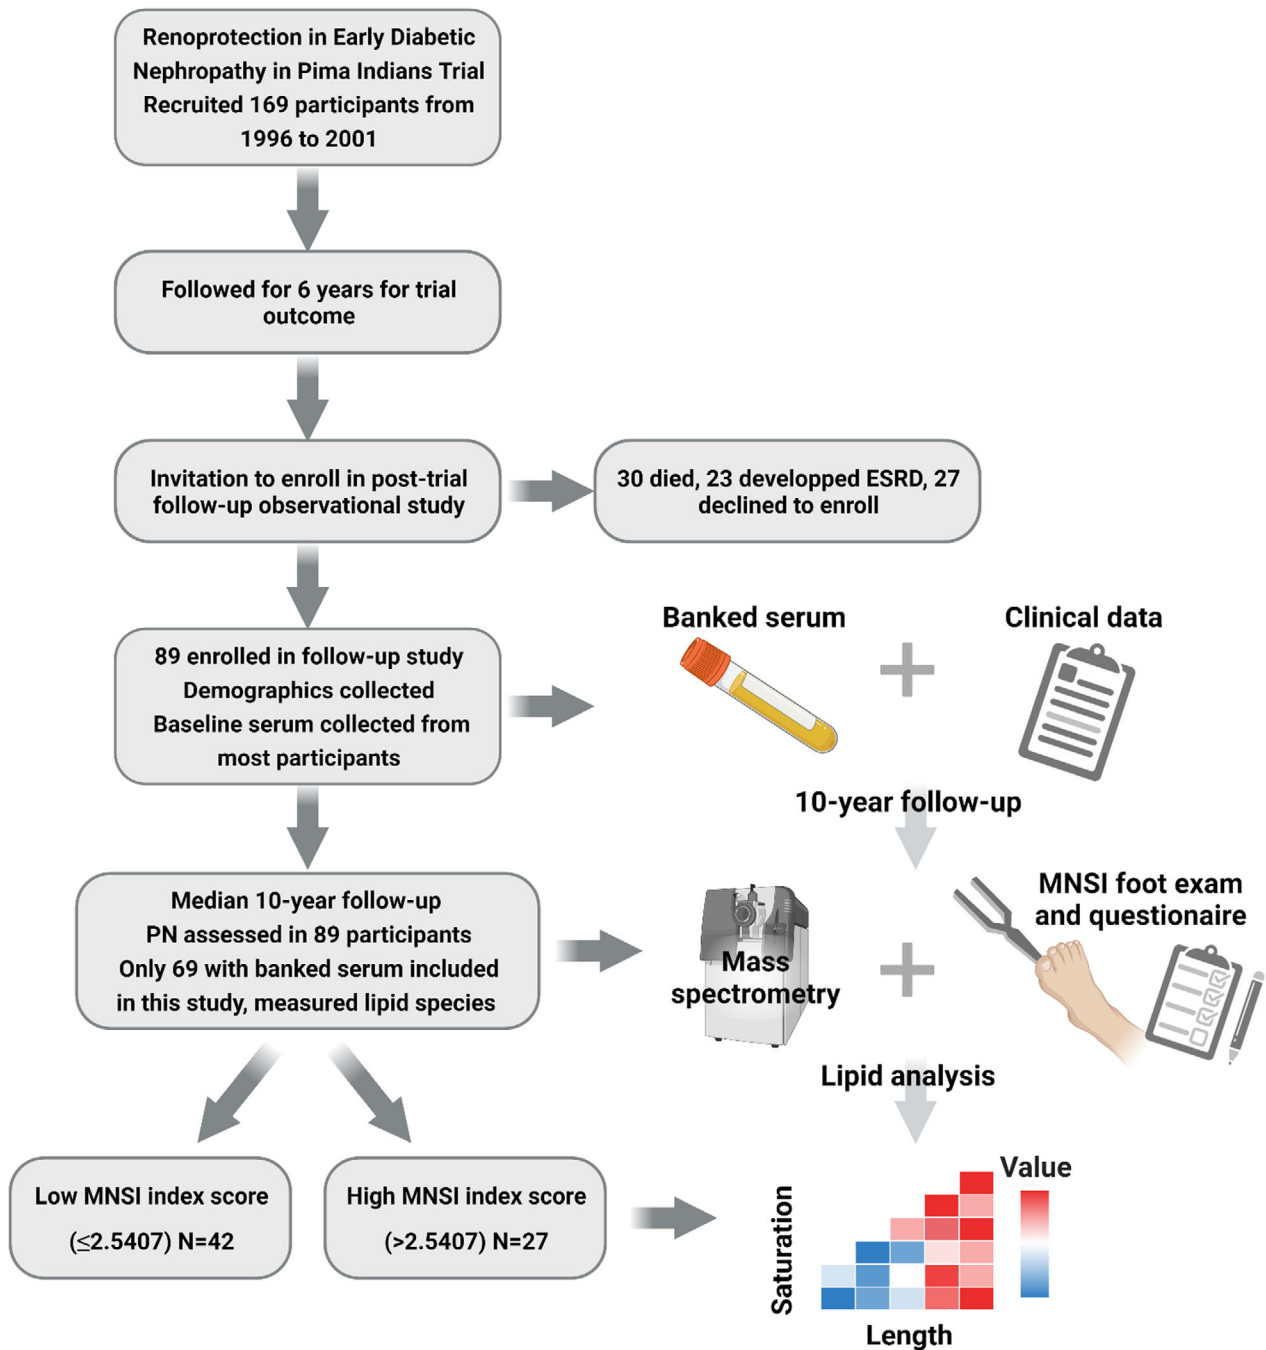 Renoprotection in Early Diabetic
Nephropathy in Pima Indians Trial
Recruited 169 participants from
1996 to 2001
Followed for 6 years for trial
outcome
Invitation to enroll in post-trial
follow-up observational study
30 died, 23 developped ESRD, 27
declined to enroll
89 enrolled in follow-up study
Demographics collected
Baseline serum collected from
most participants
Banked serum
Clinical data
10-year follow-up
Median 10-year follow-up
PN assessed in 89 participants
Only 69 with banked serum included
in this study, measured lipid species
Mass
spectrometry
MNSI foot exam
and questionaire
Lipid analysis
Low MNSI index score
(≤2.5407) N=42
High MNSI index score
(>2.5407) N=27
Value
Saturation
Length